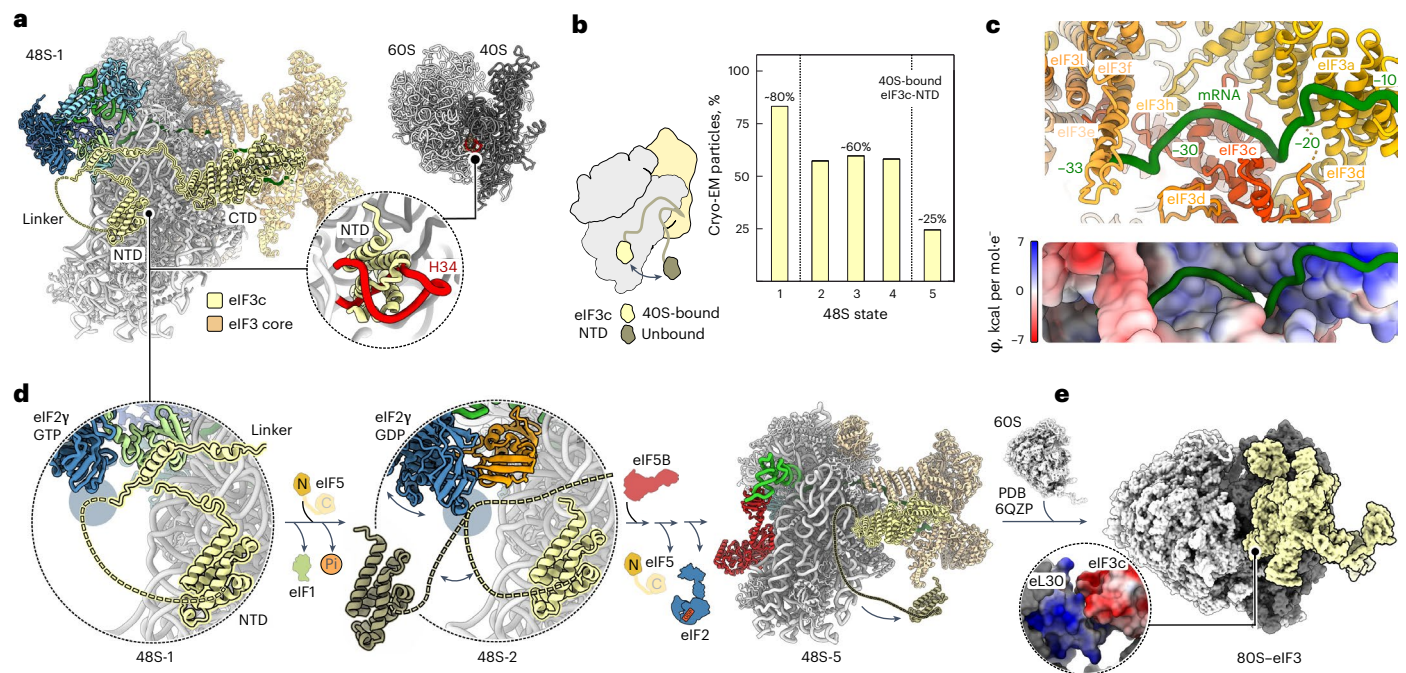 a
48S-1
60S
40S
Linker
NTD
CTD
NTD
H34
eIF3c
eIF3 core
b
eIF3c
NTD
40S-bound
Unbound
Cryo-EM particles, %
100
75
50
25
~80%
~60%
~25%
40S-bound
eIF3c-NTD
1
2
3
4
5
48S state
c
eIF3l
eIF3f
eIF3a
–10
mRNA
eIF3h
eIF3e
–30
eIF3c
–20
–33
eIF3d
eIF3d
φ, kcal per mol·e⁻
7
0
–7
d
eIF2γ
GTP
Linker
NTD
48S-1
N
eIF5
C
eIF1
Pi
eIF2γ
GDP
48S-2
eIF5B
N
eIF5
C
eIF2
48S-5
e
60S
PDB
6QZP
eL30
eIF3c
80S–eIF3